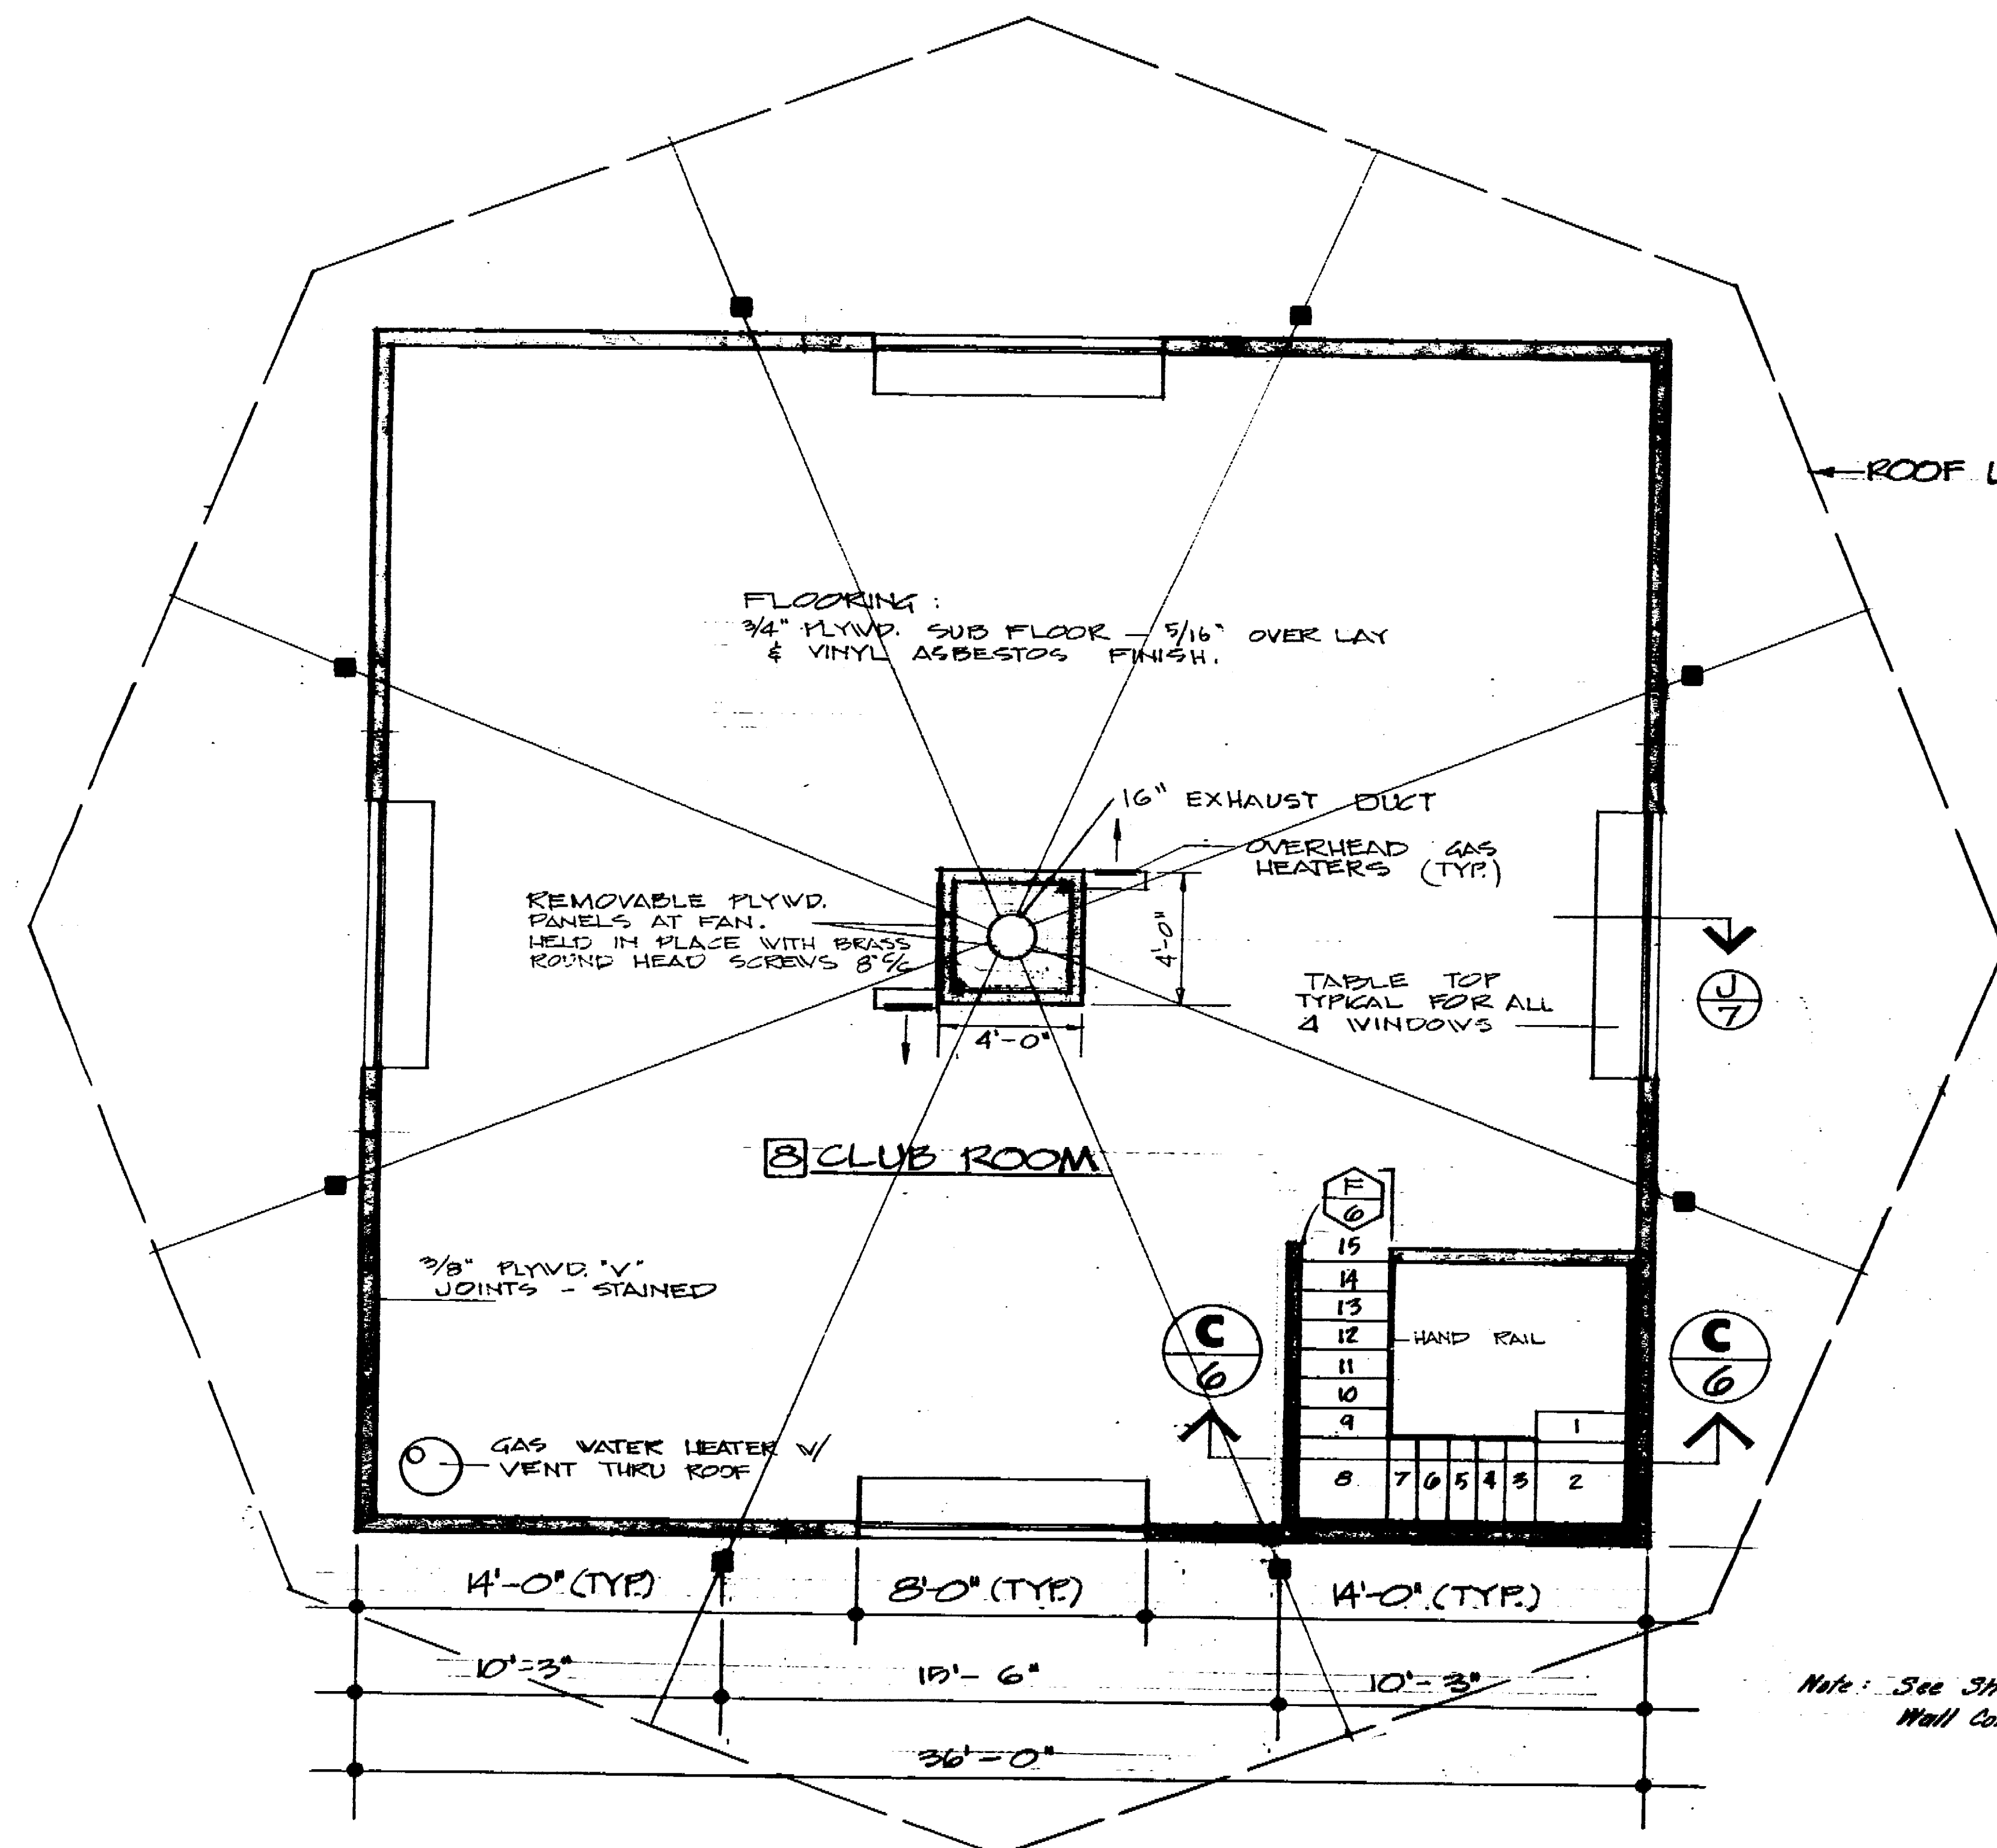 ROOF L
FLOORING :
3/4" PLYWD. SUB FLOOR — 5/16" OVER LAY
& VINYL ASBESTOS FINISH.
16" EXHAUST DUCT
OVERHEAD GAS
HEATERS (TYP.)
REMOVABLE PLYWD.
PANELS AT FAN.
HELD IN PLACE WITH BRASS
ROUND HEAD SCREWS 8" c/c
4'-0"
4'-0"
TABLE TOP
TYPICAL FOR ALL
4 WINDOWS
J
7
8 CLUB ROOM
F
6
15
14
13
12
11
10
9
8
7
6
5
4
3
2
1
HAND RAIL
3/8" PLYWD. "V"
JOINTS - STAINED
C
6
C
6
GAS WATER HEATER W/
VENT THRU ROOF
14'-0" (TYP.)
8'-0" (TYP.)
14'-0" (TYP.)
10'-3"
15'-6"
10'-3"
36'-0"
Note: See Sh
Wall Co